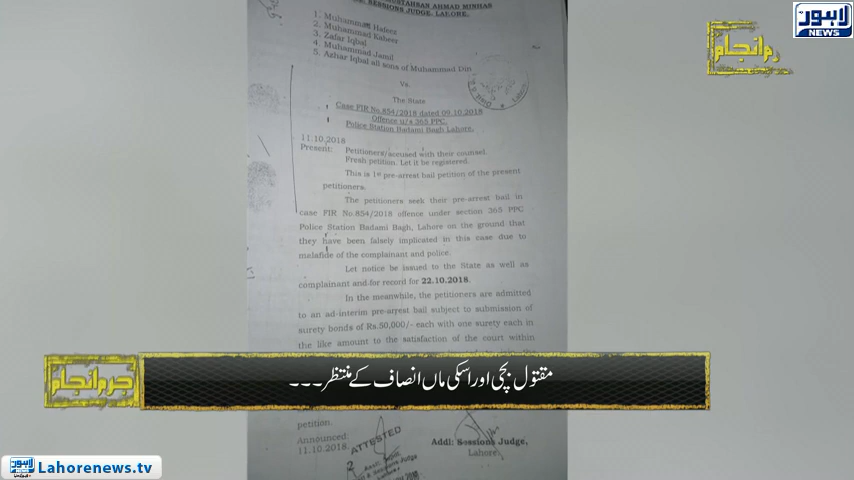 MUSTAHSAN AHMAD MINHAS
SESSIONS JUDGE, LAHORE.
1. Muhammad Hafeez
2. Muhammad Kabeer
3. Zafar Iqbal
4. Muhammad Jamil
5. Azhar Iqbal all sons of Muhammad Din
Vs.
The State
Case FIR No.854/2018 dated 09.10.2018
Offence u/s 365 PPC,
Police Station Badami Bagh Lahore.
11.10.2018
Present: Petitioners/accused with their counsel.
Fresh petition. Let it be registered.
This is 1st pre-arrest bail petition of the present
petitioners.
The petitioners seek their pre-arrest bail in
case FIR No.854/2018 offence under section 365 PPC
Police Station Badami Bagh, Lahore on the ground that
they have been falsely implicated in this case due to
melafide of the complainant and police.
Let notice be issued to the State as well as
complainant and for record for 22.10.2018.
In the meanwhile, the petitioners are admitted
to an ad-interim pre-arrest bail subject to submission of
surety bonds of Rs.50,000/- each with one surety each in
the like amount to the satisfaction of the court within
جرم انجام
مقتول بچی اور اسکی ماں انصاف کے منتظر۔۔۔
petition.
Announced:
11.10.2018.
ATTESTED
Addl: Sessions Judge,
Lahore.
لاہور
NEWS
Lahorenews.tv